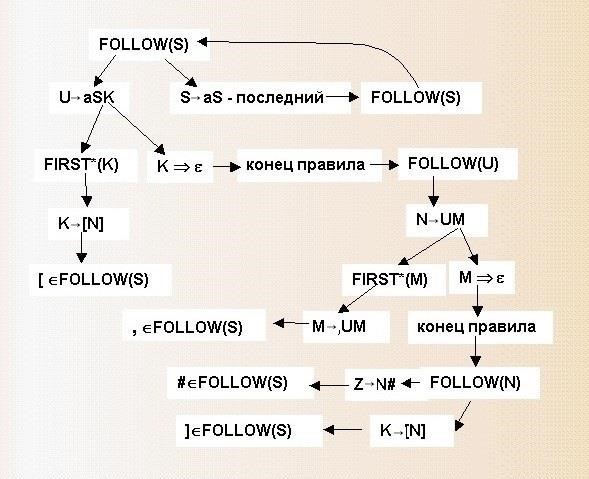 FOLLOW(S)
U→aSK S→aS - последний FOLLOW(S)
FIRST*(K) K ⇒ ε конец правила FOLLOW(U)
K→[N] N→UM
[ ∈FOLLOW(S) FIRST*(M) M ⇒ ε
, ∈FOLLOW(S) M→,UM конец правила
#∈FOLLOW(S) Z→N# FOLLOW(N)
]∈FOLLOW(S) K→[N]